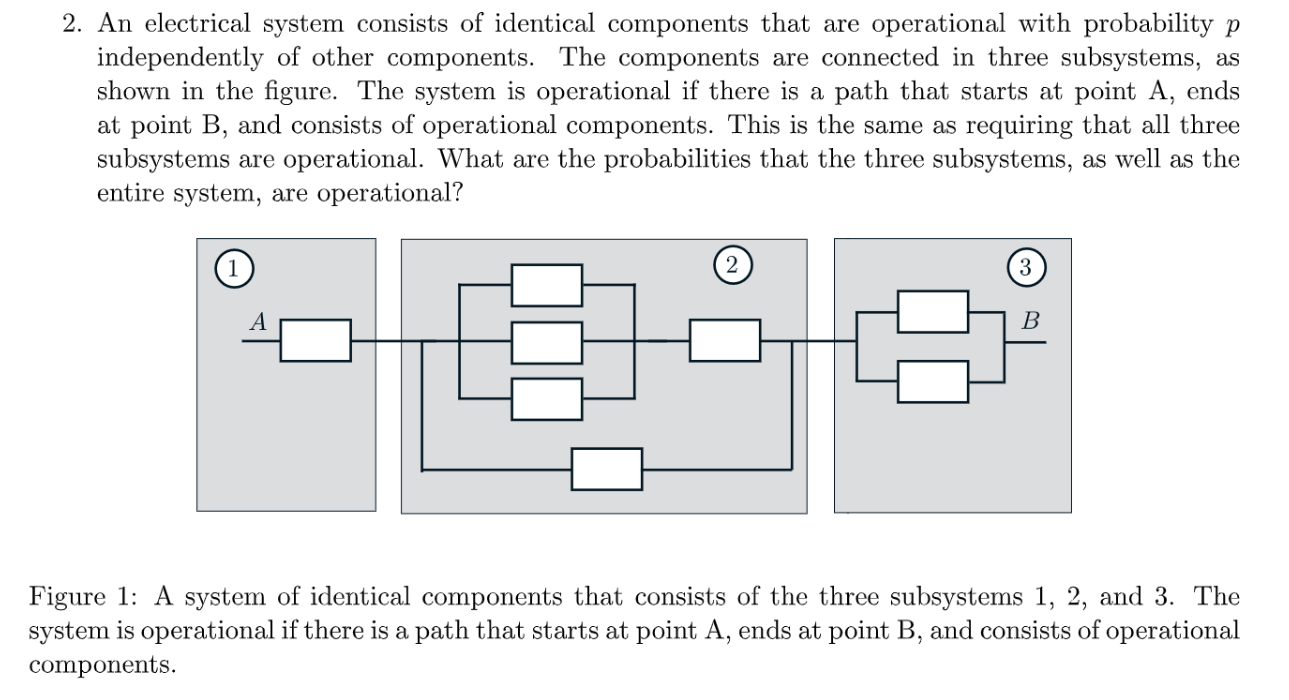 2. An electrical system consists of identical components that are operational with probability p
independently of other components. The components are connected in three subsystems, as
shown in the figure. The system is operational if there is a path that starts at point A, ends
at point B, and consists of operational components. This is the same as requiring that all three
subsystems are operational. What are the probabilities that the three subsystems, as well as the
entire system, are operational?
1
2
3
A
B
Figure 1: A system of identical components that consists of the three subsystems 1, 2, and 3. The
system is operational if there is a path that starts at point A, ends at point B, and consists of operational
components.